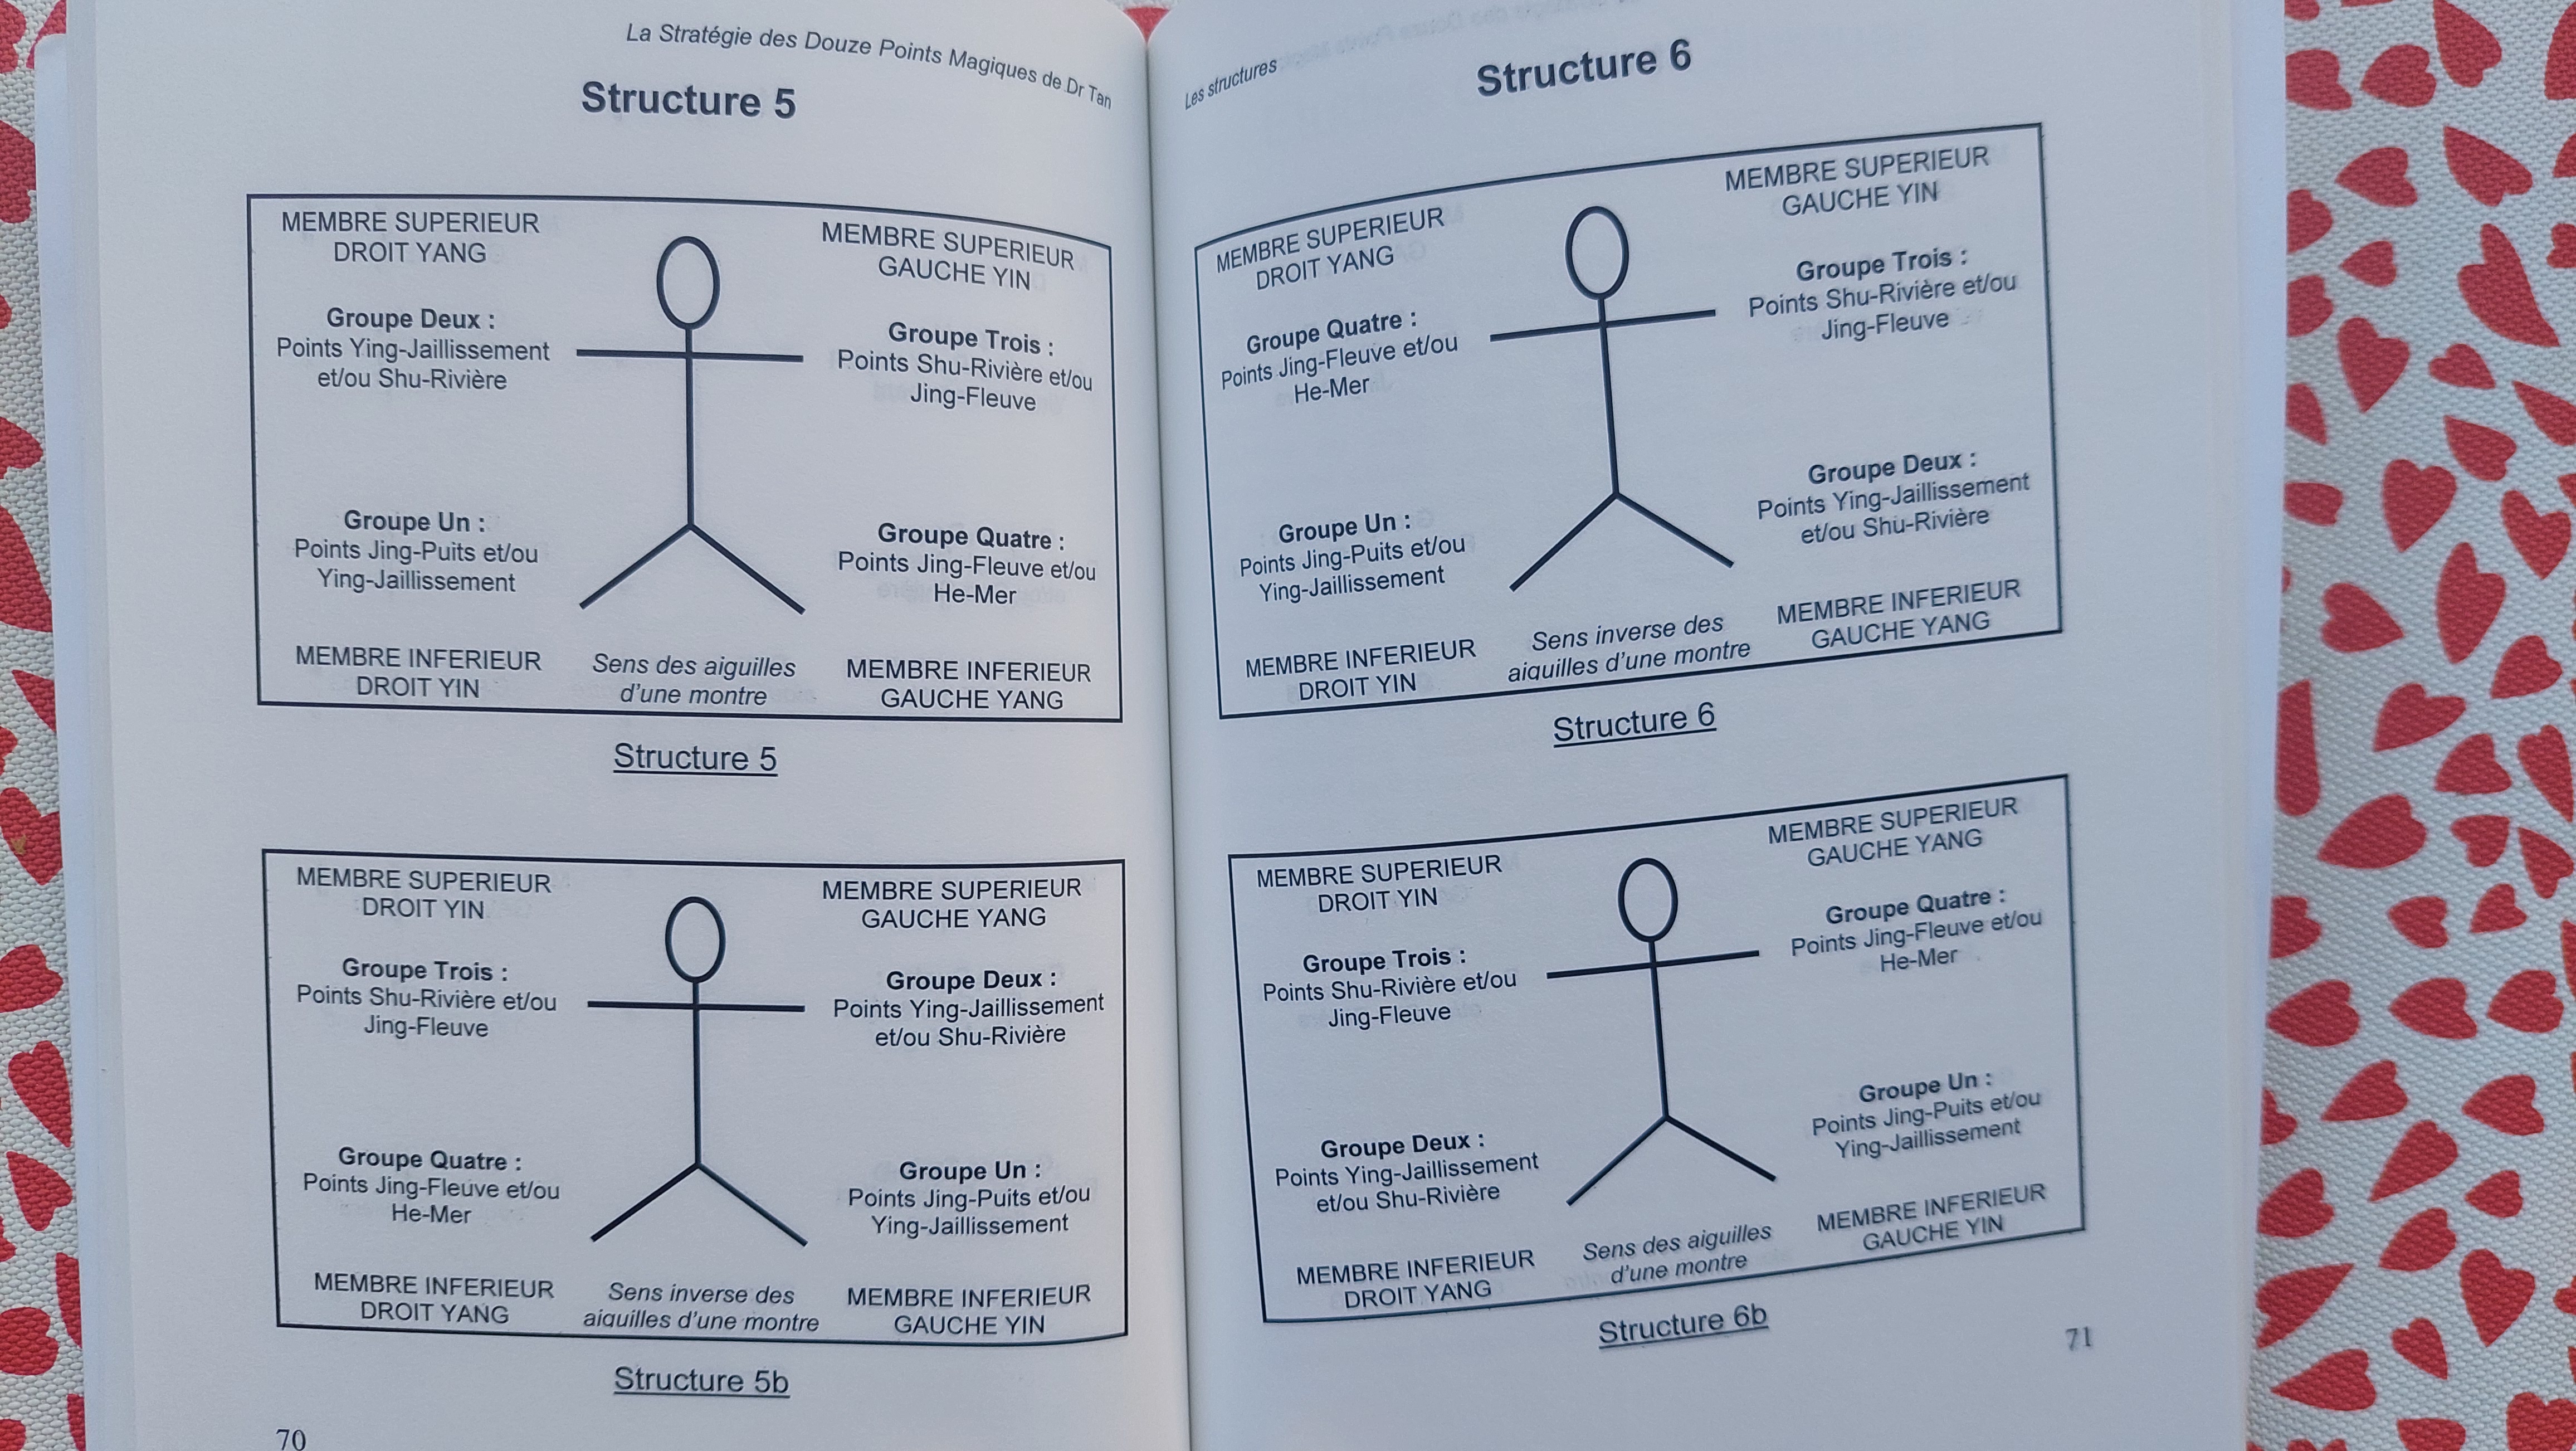 La Stratégie des Douze Points Magiques de Dr Tan
Structure 5
MEMBRE SUPERIEUR
DROIT YANG
Groupe Deux :
Points Ying-Jaillissement
et/ou Shu-Rivière
MEMBRE SUPERIEUR
GAUCHE YIN
Groupe Trois :
Points Shu-Rivière et/ou
Jing-Fleuve
Groupe Un :
Points Jing-Puits et/ou
Ying-Jaillissement
MEMBRE INFERIEUR
DROIT YIN
Sens des aiguilles
d'une montre
Groupe Quatre :
Points Jing-Fleuve et/ou
He-Mer
MEMBRE INFERIEUR
GAUCHE YANG
Structure 5
MEMBRE SUPERIEUR
DROIT YIN
Groupe Trois :
Points Shu-Rivière et/ou
Jing-Fleuve
MEMBRE SUPERIEUR
GAUCHE YANG
Groupe Deux :
Points Ying-Jaillissement
et/ou Shu-Rivière
Groupe Quatre :
Points Jing-Fleuve et/ou
He-Mer
MEMBRE INFERIEUR
DROIT YANG
Sens inverse des
aiguilles d'une montre
Groupe Un :
Points Jing-Puits et/ou
Ying-Jaillissement
MEMBRE INFERIEUR
GAUCHE YIN
Structure 5b
70
Les structures
Structure 6
MEMBRE SUPERIEUR
DROIT YANG
Groupe Quatre :
Points Jing-Fleuve et/ou
He-Mer
MEMBRE SUPERIEUR
GAUCHE YIN
Groupe Trois :
Points Shu-Rivière et/ou
Jing-Fleuve
Groupe Un :
Points Jing-Puits et/ou
Ying-Jaillissement
MEMBRE INFERIEUR
DROIT YIN
Sens inverse des
aiguilles d'une montre
Groupe Deux :
Points Ying-Jaillissement
et/ou Shu-Rivière
MEMBRE INFERIEUR
GAUCHE YANG
Structure 6
MEMBRE SUPERIEUR
DROIT YIN
Groupe Trois :
Points Shu-Rivière et/ou
Jing-Fleuve
MEMBRE SUPERIEUR
GAUCHE YANG
Groupe Quatre :
Points Jing-Fleuve et/ou
He-Mer
Groupe Deux :
Points Ying-Jaillissement
et/ou Shu-Rivière
MEMBRE INFERIEUR
DROIT YANG
Sens des aiguilles
d'une montre
Groupe Un :
Points Jing-Puits et/ou
Ying-Jaillissement
MEMBRE INFERIEUR
GAUCHE YIN
Structure 6b
71